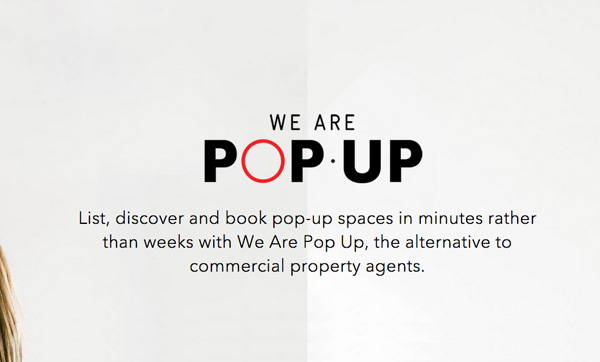 WE ARE
POP·UP
List, discover and book pop-up spaces in minutes rather
than weeks with We Are Pop Up, the alternative to
commercial property agents.